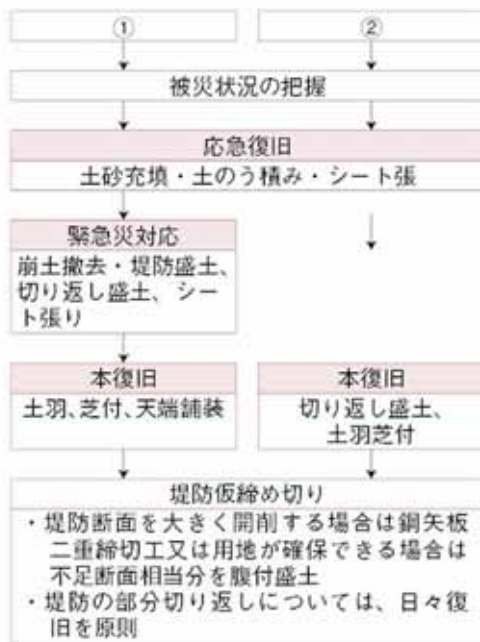 ①
②
被災状況の把握
応急復旧
土砂充填・土のう積み・シート張
緊急災対応
崩土撤去・堤防盛土、
切り返し盛土、シー
ト張り
本復旧
土羽、芝付、天端舗装
本復旧
切り返し盛土、
土羽芝付
堤防仮締め切り
・堤防断面を大きく開削する場合は鋼矢板
二重締切工又は用地が確保できる場合は
不足断面相当分を腹付盛土
・堤防の部分切り返しについては、日々復
旧を原則